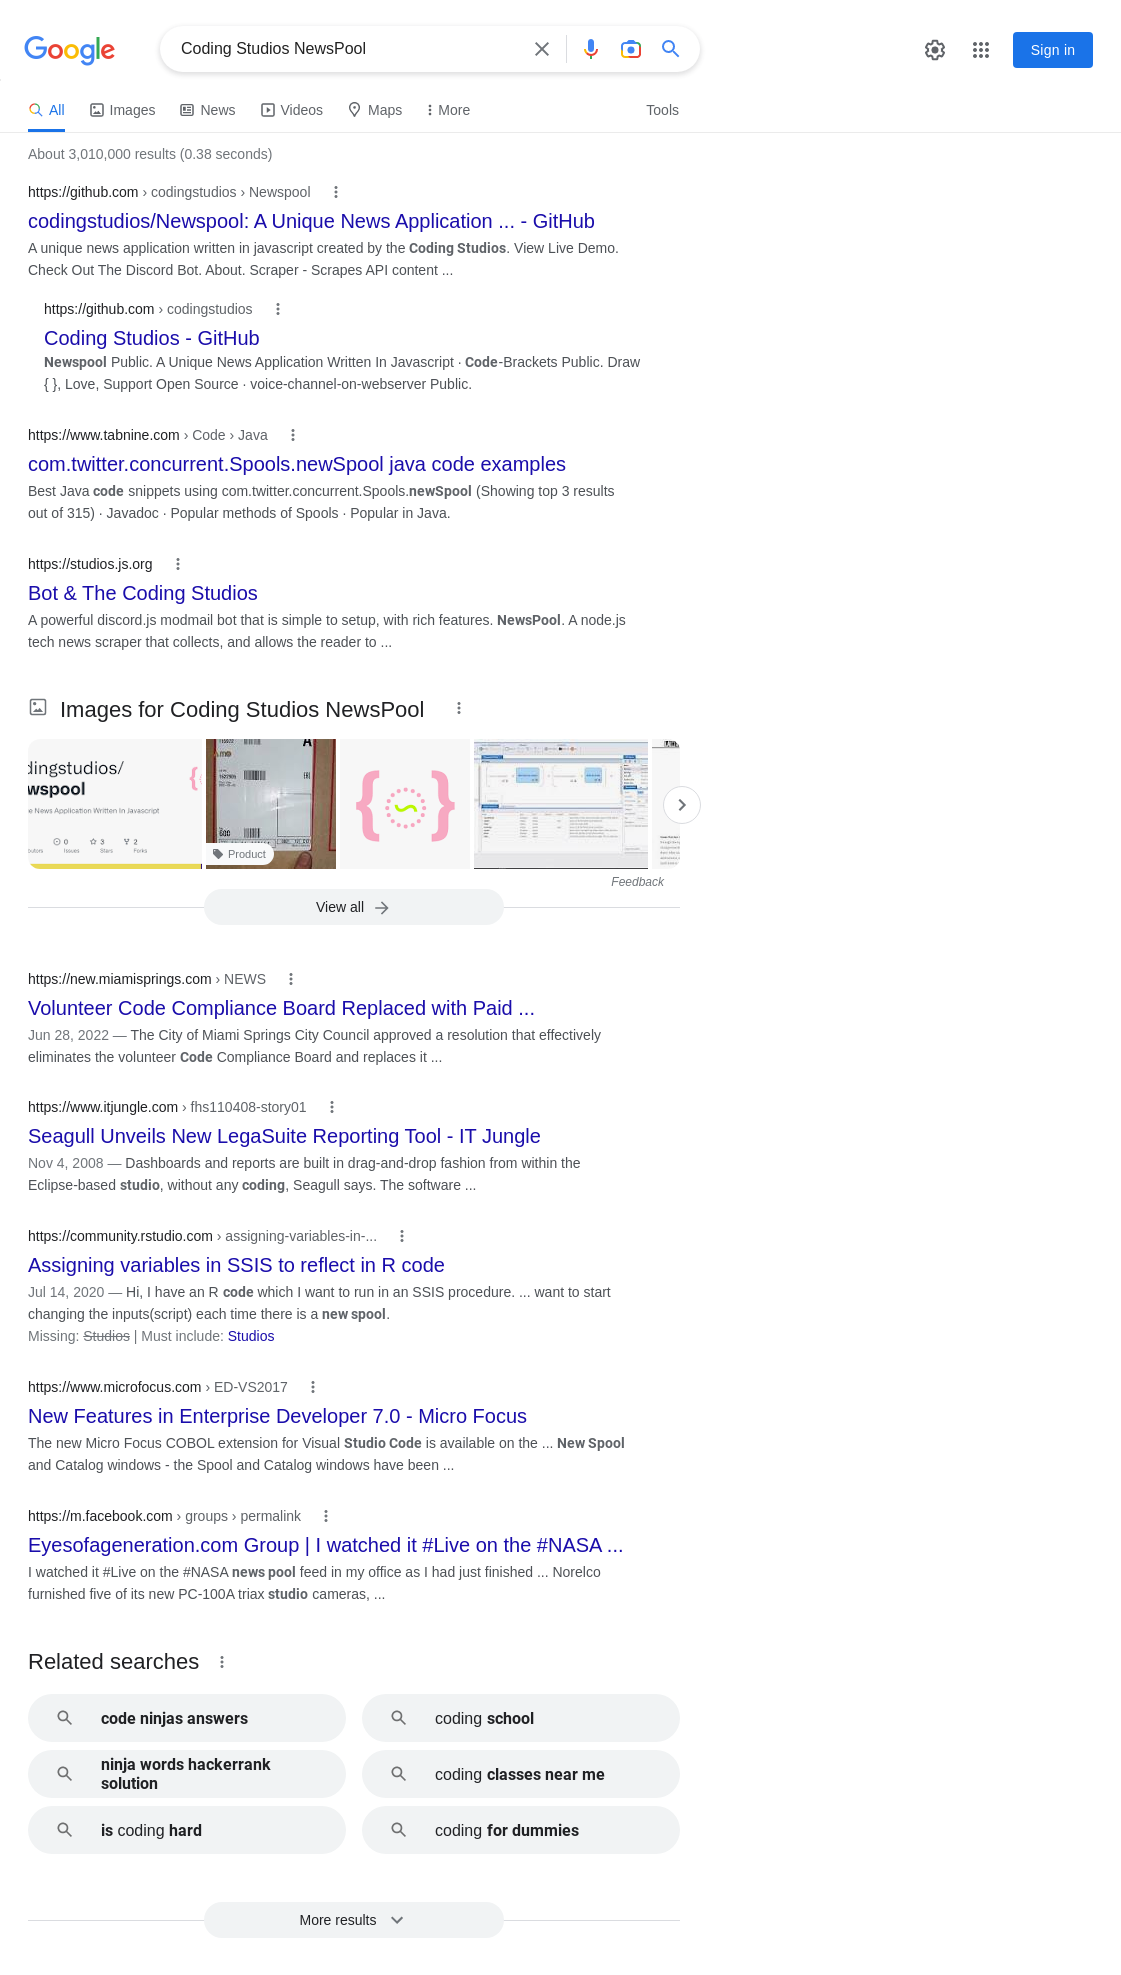 Google
Coding Studios NewsPool
Sign in
All
Images
News
Videos
Maps
More
Tools
About 3,010,000 results (0.38 seconds)
https://github.com › codingstudios › Newspool
codingstudios/Newspool: A Unique News Application ... - GitHub
A unique news application written in javascript created by the Coding Studios. View Live Demo.
Check Out The Discord Bot. About. Scraper - Scrapes API content ...
https://github.com › codingstudios
Coding Studios - GitHub
Newspool Public. A Unique News Application Written In Javascript · Code-Brackets Public. Draw
{ }, Love, Support Open Source · voice-channel-on-webserver Public.
https://www.tabnine.com › Code › Java
com.twitter.concurrent.Spools.newSpool java code examples
Best Java code snippets using com.twitter.concurrent.Spools.newSpool (Showing top 3 results
out of 315) · Javadoc · Popular methods of Spools · Popular in Java.
https://studios.js.org
Bot & The Coding Studios
A powerful discord.js modmail bot that is simple to setup, with rich features. NewsPool. A node.js
tech news scraper that collects, and allows the reader to ...
Images for Coding Studios NewsPool
dingstudios/
wspool
e News Application Written In Javascript
0
3
2
Issues
Stars
Forks
Product
Feedback
View all
https://new.miamisprings.com › NEWS
Volunteer Code Compliance Board Replaced with Paid ...
Jun 28, 2022 — The City of Miami Springs City Council approved a resolution that effectively
eliminates the volunteer Code Compliance Board and replaces it ...
https://www.itjungle.com › fhs110408-story01
Seagull Unveils New LegaSuite Reporting Tool - IT Jungle
Nov 4, 2008 — Dashboards and reports are built in drag-and-drop fashion from within the
Eclipse-based studio, without any coding, Seagull says. The software ...
https://community.rstudio.com › assigning-variables-in-...
Assigning variables in SSIS to reflect in R code
Jul 14, 2020 — Hi, I have an R code which I want to run in an SSIS procedure. ... want to start
changing the inputs(script) each time there is a new spool.
Missing: Studios | Must include: Studios
https://www.microfocus.com › ED-VS2017
New Features in Enterprise Developer 7.0 - Micro Focus
The new Micro Focus COBOL extension for Visual Studio Code is available on the ... New Spool
and Catalog windows - the Spool and Catalog windows have been ...
https://m.facebook.com › groups › permalink
Eyesofageneration.com Group | I watched it #Live on the #NASA ...
I watched it #Live on the #NASA news pool feed in my office as I had just finished ... Norelco
furnished five of its new PC-100A triax studio cameras, ...
Related searches
code ninjas answers
coding school
ninja words hackerrank
solution
coding classes near me
is coding hard
coding for dummies
More results